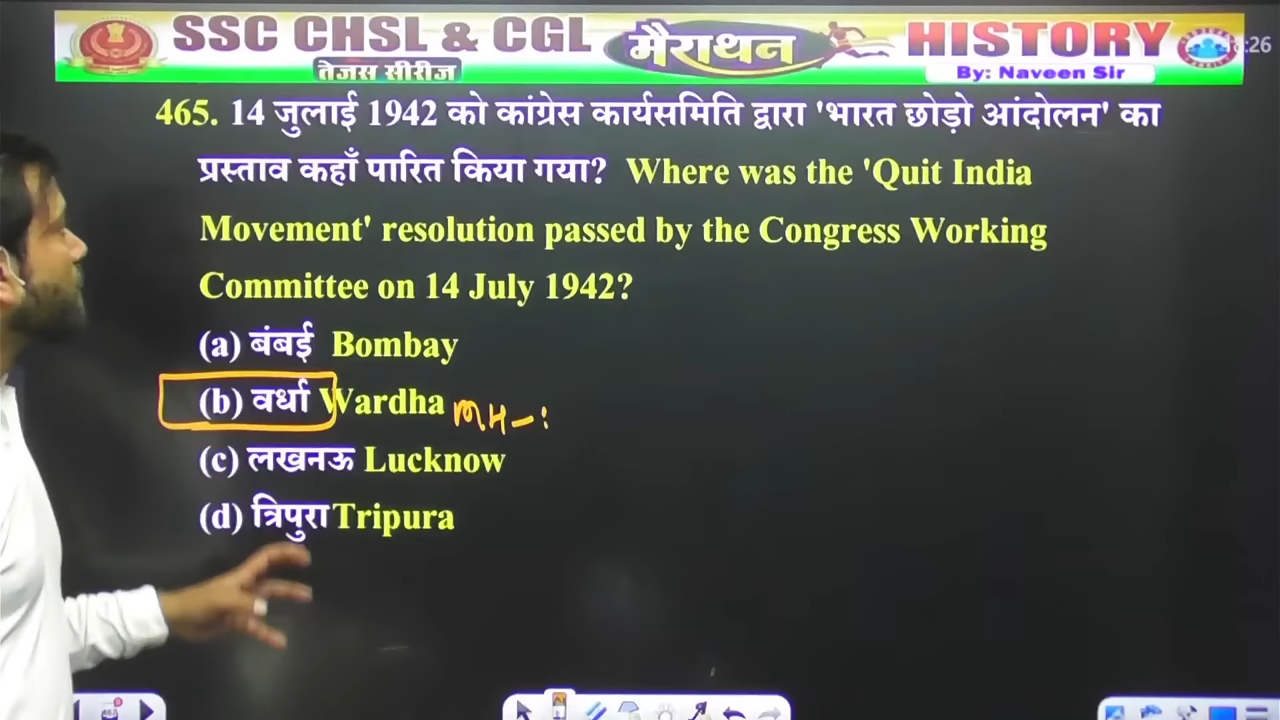 SSC CHSL & CGL मैराथन HISTORY
तेजस सीरीज By: Naveen Sir
465. 14 जुलाई 1942 को कांग्रेस कार्यसमिति द्वारा 'भारत छोड़ो आंदोलन' का
प्रस्ताव कहाँ पारित किया गया? Where was the 'Quit India
Movement' resolution passed by the Congress Working
Committee on 14 July 1942?
(a) बंबई Bombay
(b) वर्धा Wardha MH-:
(c) लखनऊ Lucknow
(d) त्रिपुरा Tripura